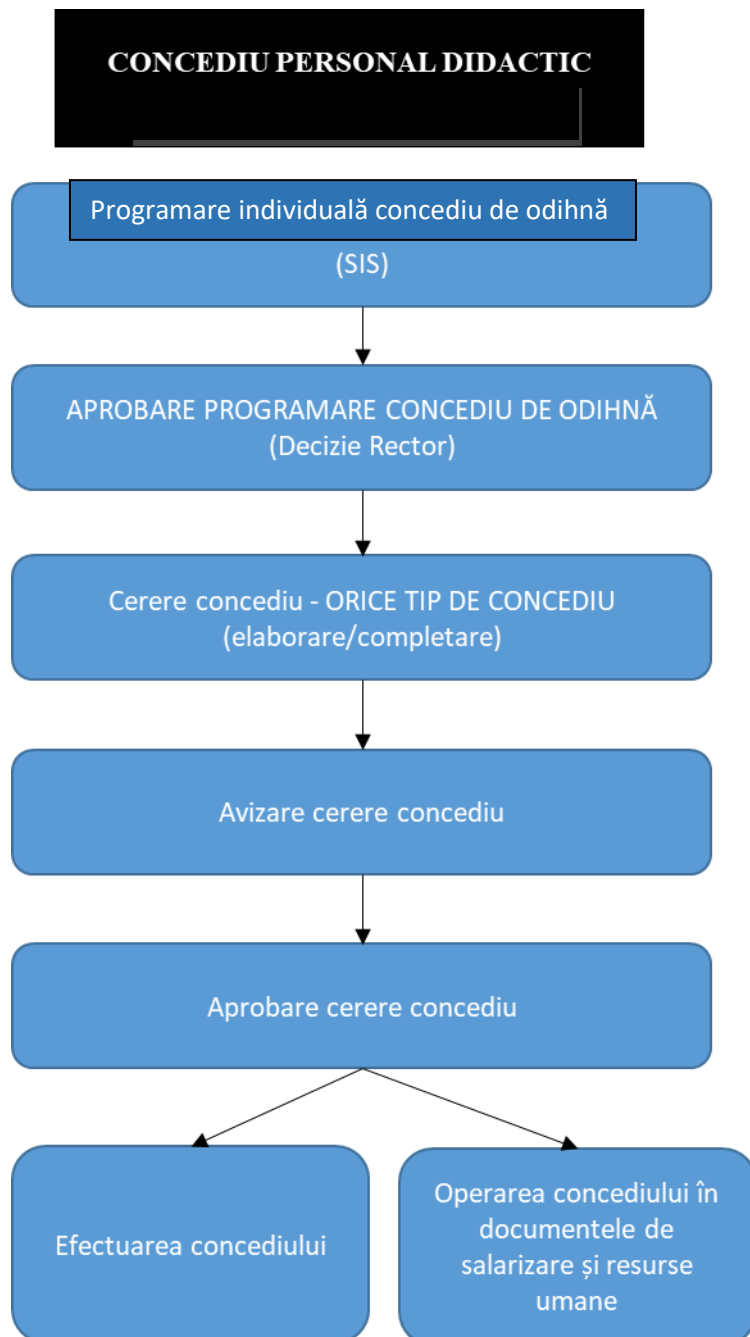 CONCEDIU PERSONAL DIDACTIC
Programare individuală concediu de odihnă
(SIS)
APROBARE PROGRAMARE CONCEDIU DE ODIHNĂ
(Decizie Rector)
Cerere concediu - ORICE TIP DE CONCEDIU
(elaborare/completare)
Avizare cerere concediu
Aprobare cerere concediu
Efectuarea concediului
Operarea concediului în
documentele de
salarizare și resurse
umane